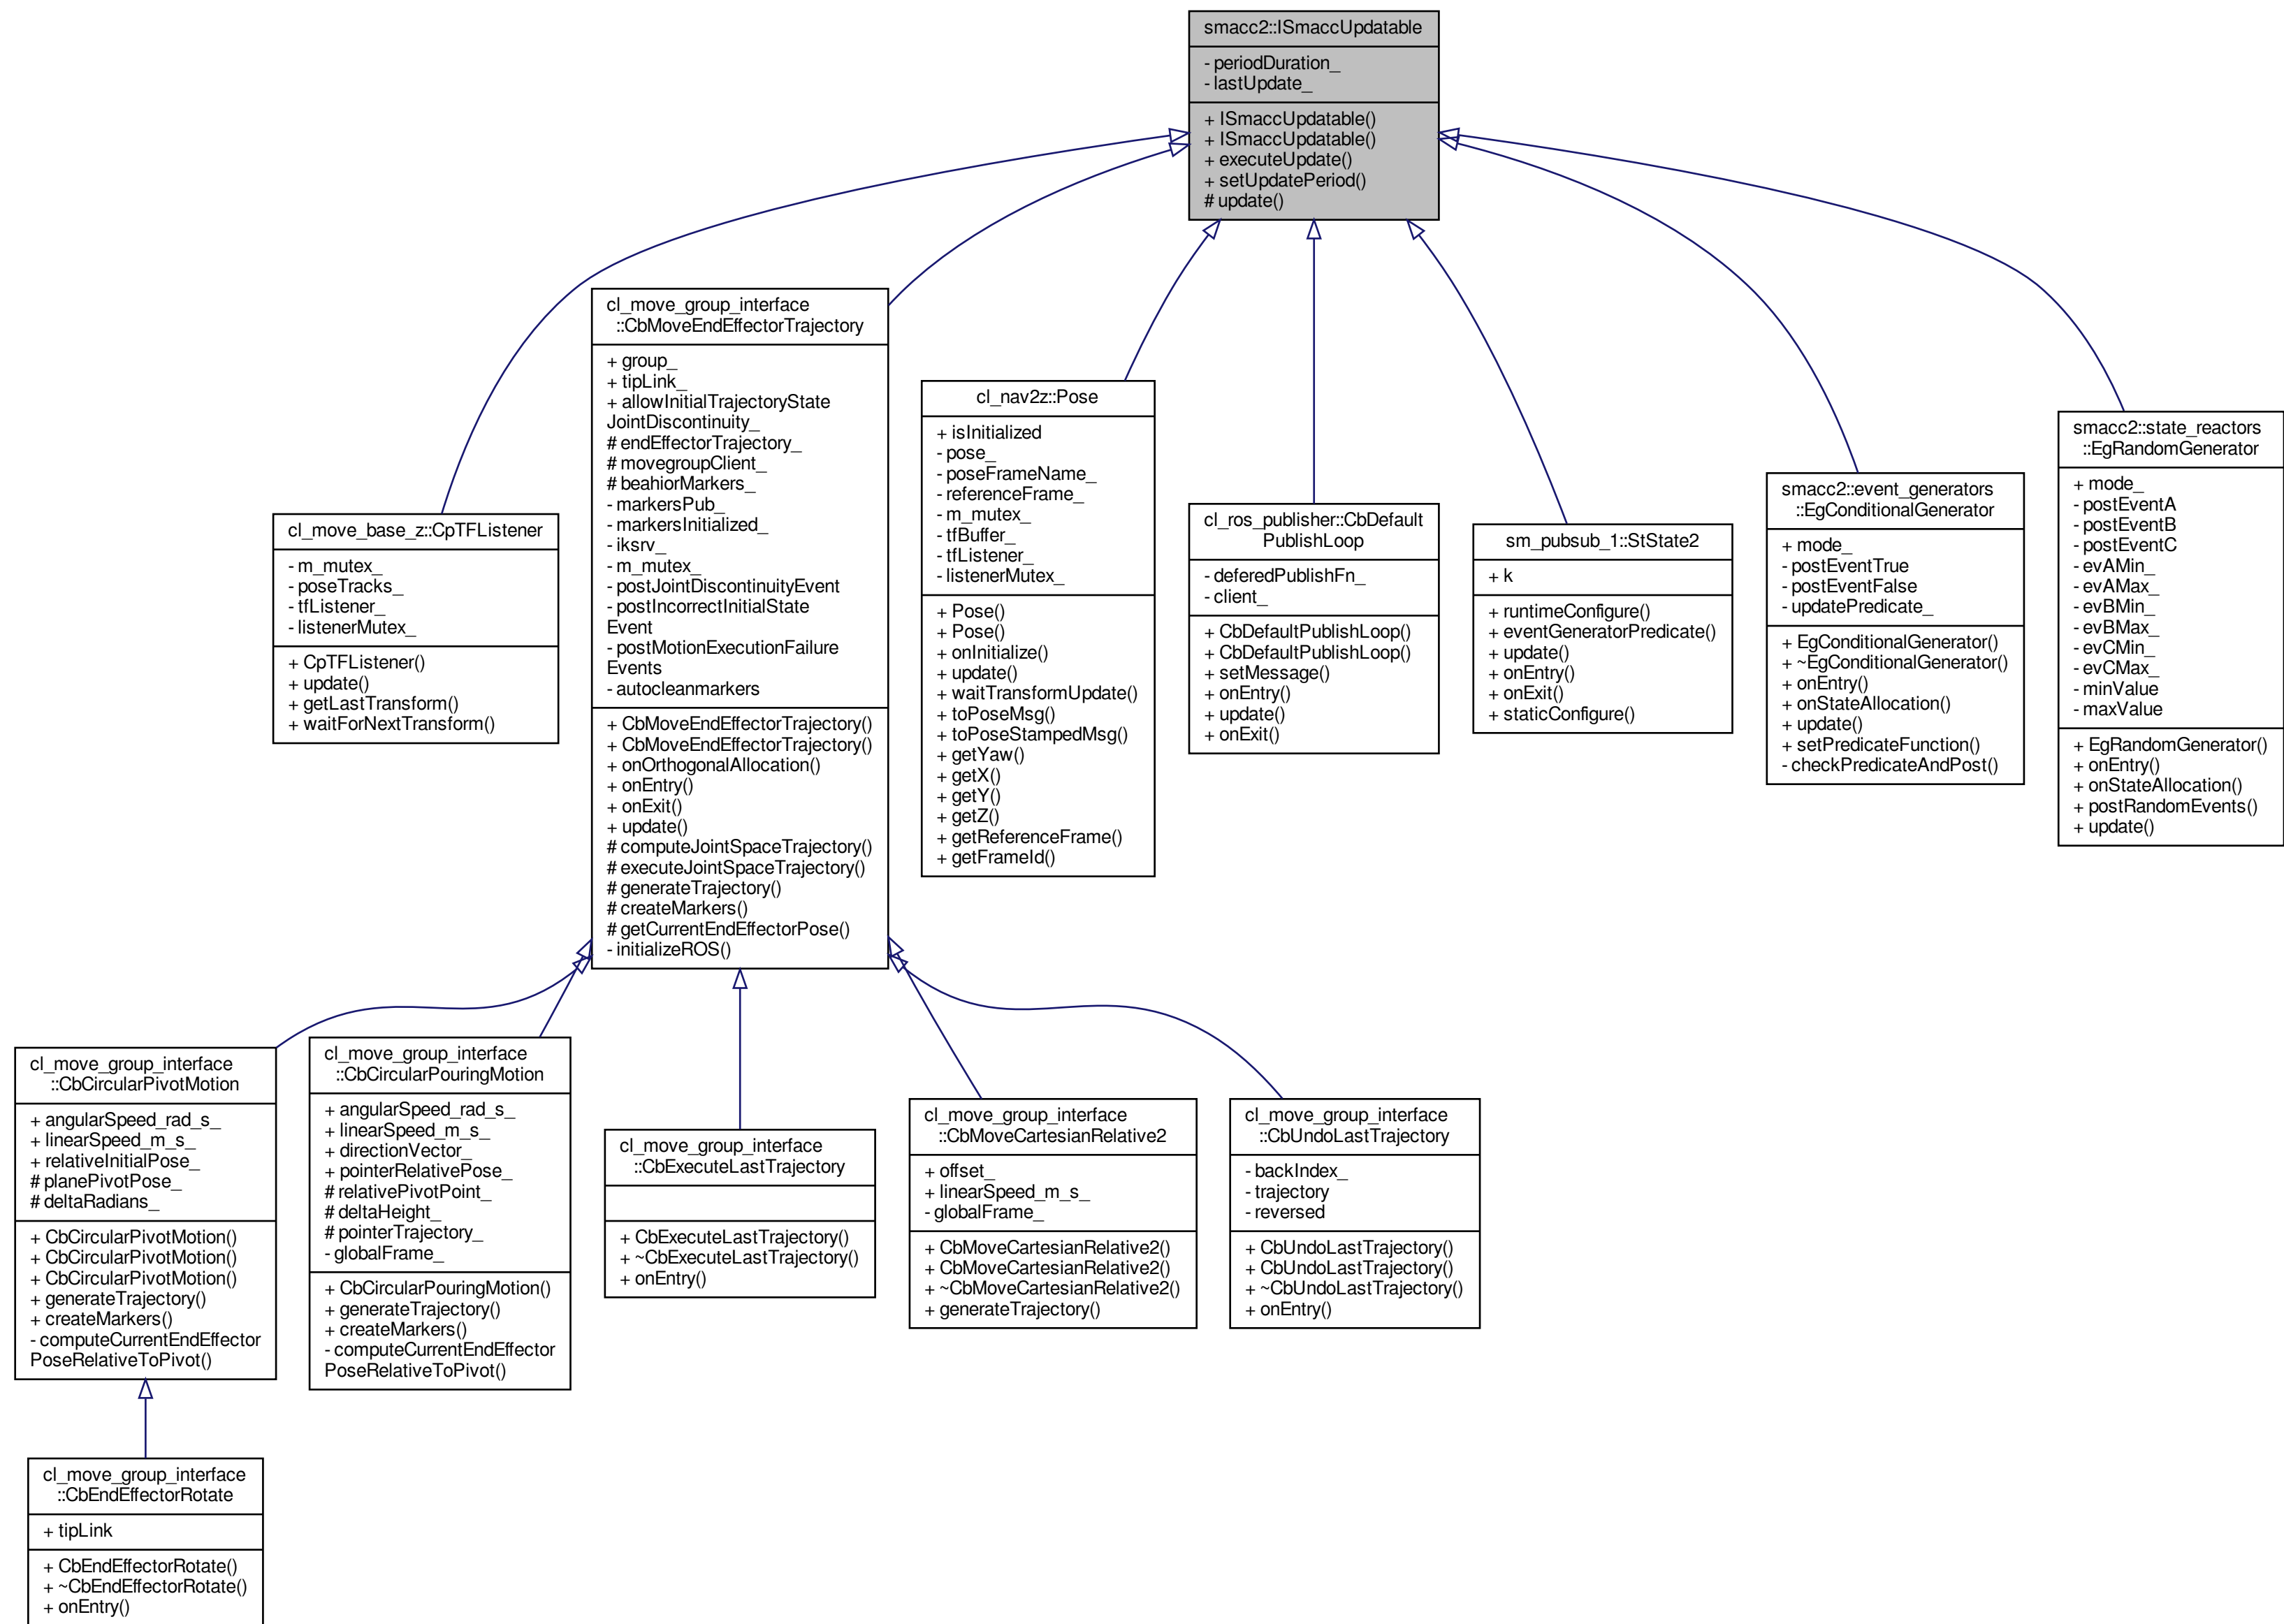 smacc2::ISmaccUpdatable
- periodDuration_
- lastUpdate_
+ ISmaccUpdatable()
+ ISmaccUpdatable()
+ executeUpdate()
+ setUpdatePeriod()
# update()
cl_move_base_z::CpTFListener
- m_mutex_
- poseTracks_
- tfListener_
- listenerMutex_
+ CpTFListener()
+ update()
+ getLastTransform()
+ waitForNextTransform()
cl_move_group_interface
::CbMoveEndEffectorTrajectory
+ group_
+ tipLink_
+ allowInitialTrajectoryState
JointDiscontinuity_
# endEffectorTrajectory_
# movegroupClient_
# beahiorMarkers_
- markersPub_
- markersInitialized_
- iksrv_
- m_mutex_
- postJointDiscontinuityEvent
- postIncorrectInitialState
Event
- postMotionExecutionFailure
Events
- autocleanmarkers
+ CbMoveEndEffectorTrajectory()
+ CbMoveEndEffectorTrajectory()
+ onOrthogonalAllocation()
+ onEntry()
+ onExit()
+ update()
# computeJointSpaceTrajectory()
# executeJointSpaceTrajectory()
# generateTrajectory()
# createMarkers()
# getCurrentEndEffectorPose()
- initializeROS()
cl_nav2z::Pose
+ isInitialized
- pose_
- poseFrameName_
- referenceFrame_
- m_mutex_
- tfBuffer_
- tfListener_
- listenerMutex_
+ Pose()
+ Pose()
+ onInitialize()
+ update()
+ waitTransformUpdate()
+ toPoseMsg()
+ toPoseStampedMsg()
+ getYaw()
+ getX()
+ getY()
+ getZ()
+ getReferenceFrame()
+ getFrameId()
cl_ros_publisher::CbDefault
PublishLoop
- deferedPublishFn_
- client_
+ CbDefaultPublishLoop()
+ CbDefaultPublishLoop()
+ setMessage()
+ onEntry()
+ update()
+ onExit()
sm_pubsub_1::StState2
+ k
+ runtimeConfigure()
+ eventGeneratorPredicate()
+ update()
+ onEntry()
+ onExit()
+ staticConfigure()
smacc2::event_generators
::EgConditionalGenerator
+ mode_
- postEventTrue
- postEventFalse
- updatePredicate_
+ EgConditionalGenerator()
+ ~EgConditionalGenerator()
+ onEntry()
+ onStateAllocation()
+ update()
+ setPredicateFunction()
- checkPredicateAndPost()
smacc2::state_reactors
::EgRandomGenerator
+ mode_
- postEventA
- postEventB
- postEventC
- evAMin_
- evAMax_
- evBMin_
- evBMax_
- evCMin_
- evCMax_
- minValue
- maxValue
+ EgRandomGenerator()
+ onEntry()
+ onStateAllocation()
+ postRandomEvents()
+ update()
cl_move_group_interface
::CbCircularPivotMotion
+ angularSpeed_rad_s_
+ linearSpeed_m_s_
+ relativeInitialPose_
# planePivotPose_
# deltaRadians_
+ CbCircularPivotMotion()
+ CbCircularPivotMotion()
+ CbCircularPivotMotion()
+ generateTrajectory()
+ createMarkers()
- computeCurrentEndEffector
PoseRelativeToPivot()
cl_move_group_interface
::CbCircularPouringMotion
+ angularSpeed_rad_s_
+ linearSpeed_m_s_
+ directionVector_
+ pointerRelativePose_
# relativePivotPoint_
# deltaHeight_
# pointerTrajectory_
- globalFrame_
+ CbCircularPouringMotion()
+ generateTrajectory()
+ createMarkers()
- computeCurrentEndEffector
PoseRelativeToPivot()
cl_move_group_interface
::CbExecuteLastTrajectory
+ CbExecuteLastTrajectory()
+ ~CbExecuteLastTrajectory()
+ onEntry()
cl_move_group_interface
::CbMoveCartesianRelative2
+ offset_
+ linearSpeed_m_s_
- globalFrame_
+ CbMoveCartesianRelative2()
+ CbMoveCartesianRelative2()
+ ~CbMoveCartesianRelative2()
+ generateTrajectory()
cl_move_group_interface
::CbUndoLastTrajectory
- backIndex_
- trajectory
- reversed
+ CbUndoLastTrajectory()
+ CbUndoLastTrajectory()
+ ~CbUndoLastTrajectory()
+ onEntry()
cl_move_group_interface
::CbEndEffectorRotate
+ tipLink
+ CbEndEffectorRotate()
+ ~CbEndEffectorRotate()
+ onEntry()